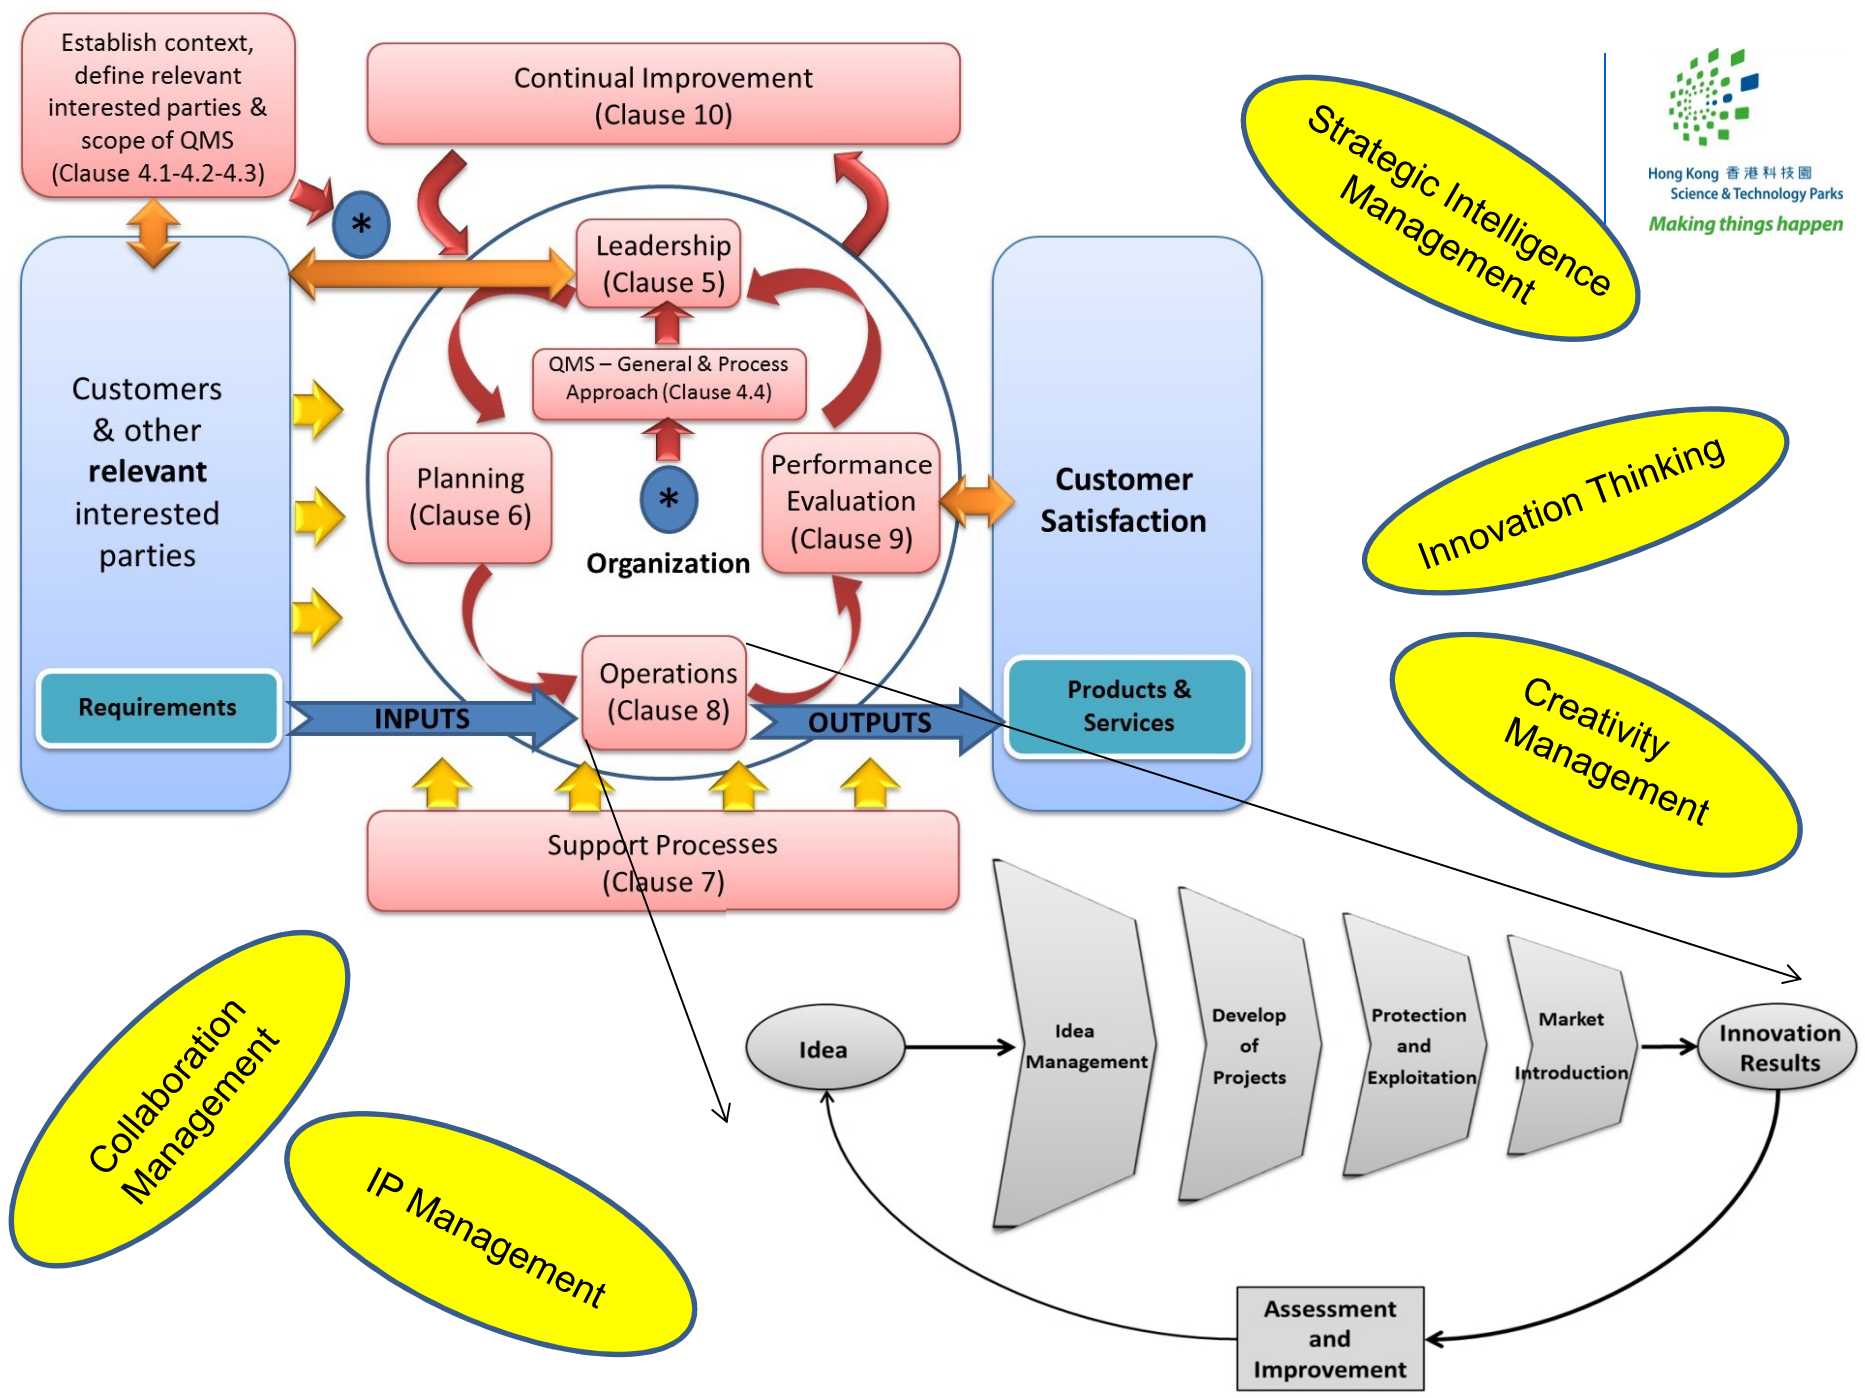 Establish context,
define relevant
interested parties &
scope of QMS
(Clause 4.1-4.2-4.3)
Continual Improvement
(Clause 10)
*
Leadership
(Clause 5)
QMS – General & Process
Approach (Clause 4.4)
Customers
& other
relevant
interested
parties
Planning
(Clause 6)
*
Organization
Performance
Evaluation
(Clause 9)
Customer
Satisfaction
Requirements
INPUTS
Operations
(Clause 8)
OUTPUTS
Products &
Services
Support Processes
(Clause 7)
Strategic Intelligence
Management
Hong Kong 香港科技園
Science & Technology Parks
Making things happen
Innovation Thinking
Creativity
Management
Collaboration
Management
IP Management
Idea
Idea
Management
Develop
of
Projects
Protection
and
Exploitation
Market
Introduction
Innovation
Results
Assessment
and
Improvement